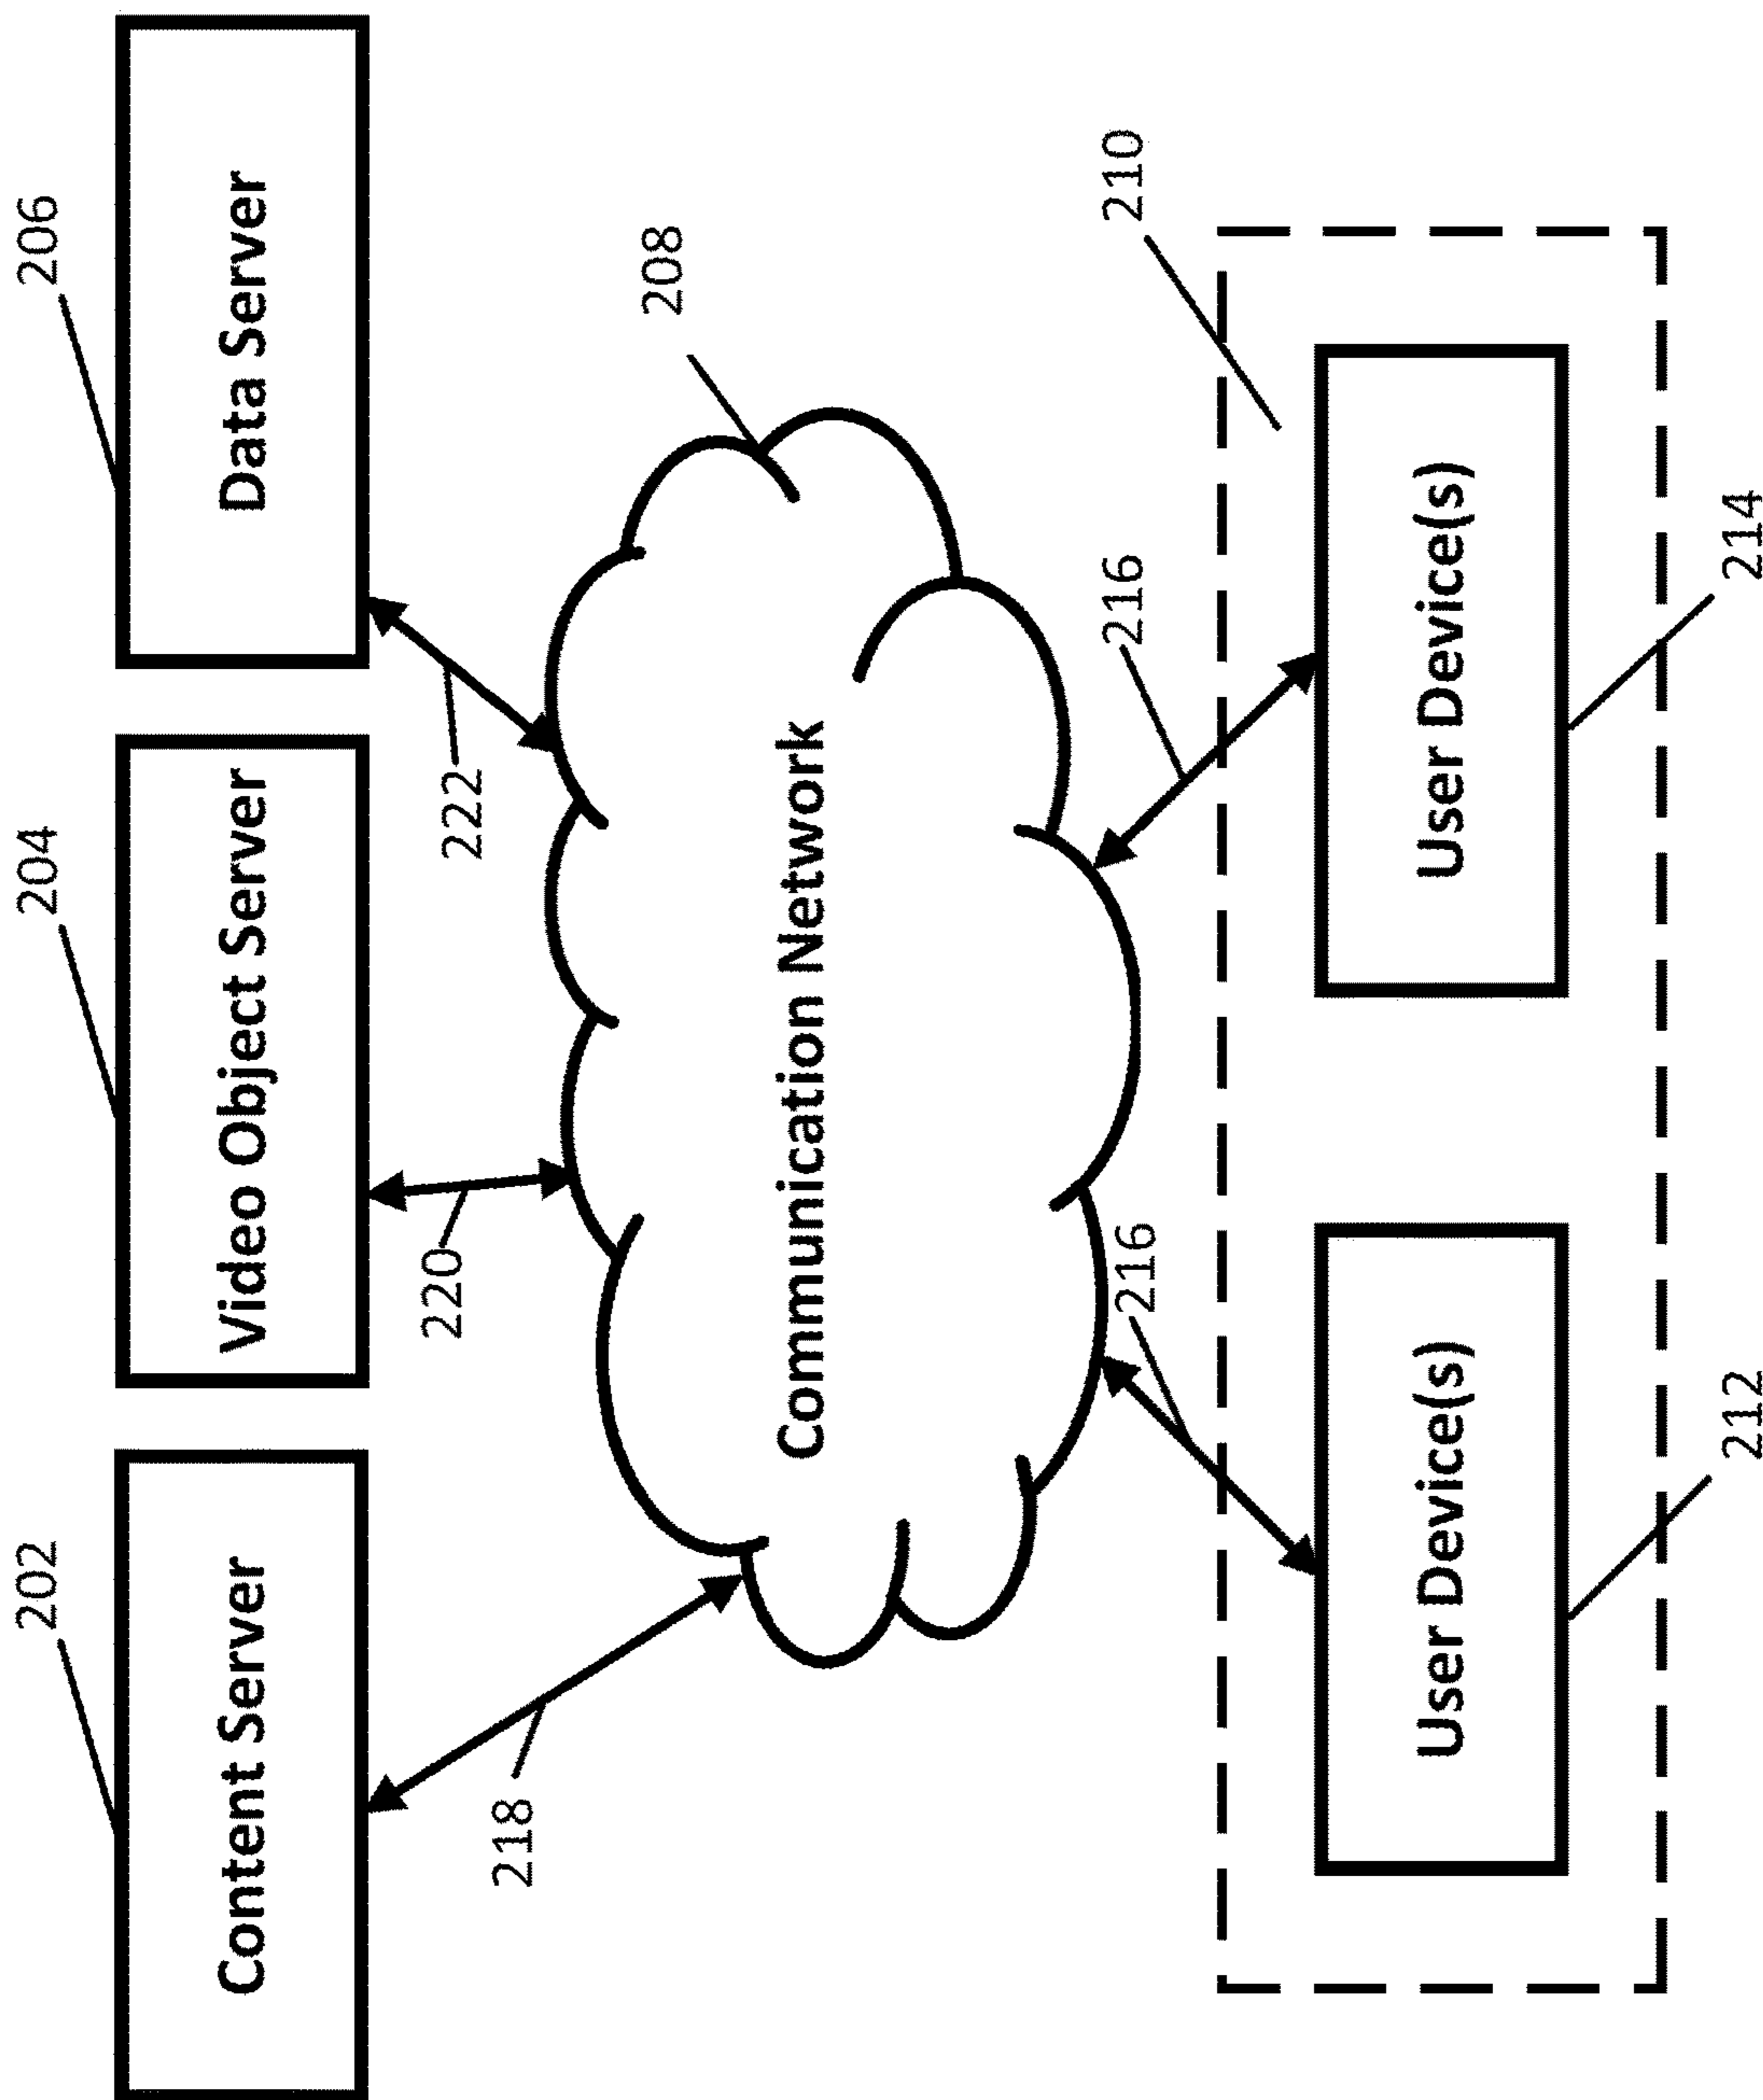 202
204
206
Content Server
Video Object Server
Data Server
218
220
222
208
Communication Network
216
216
210
User Device(s)
User Device(s)
212
214